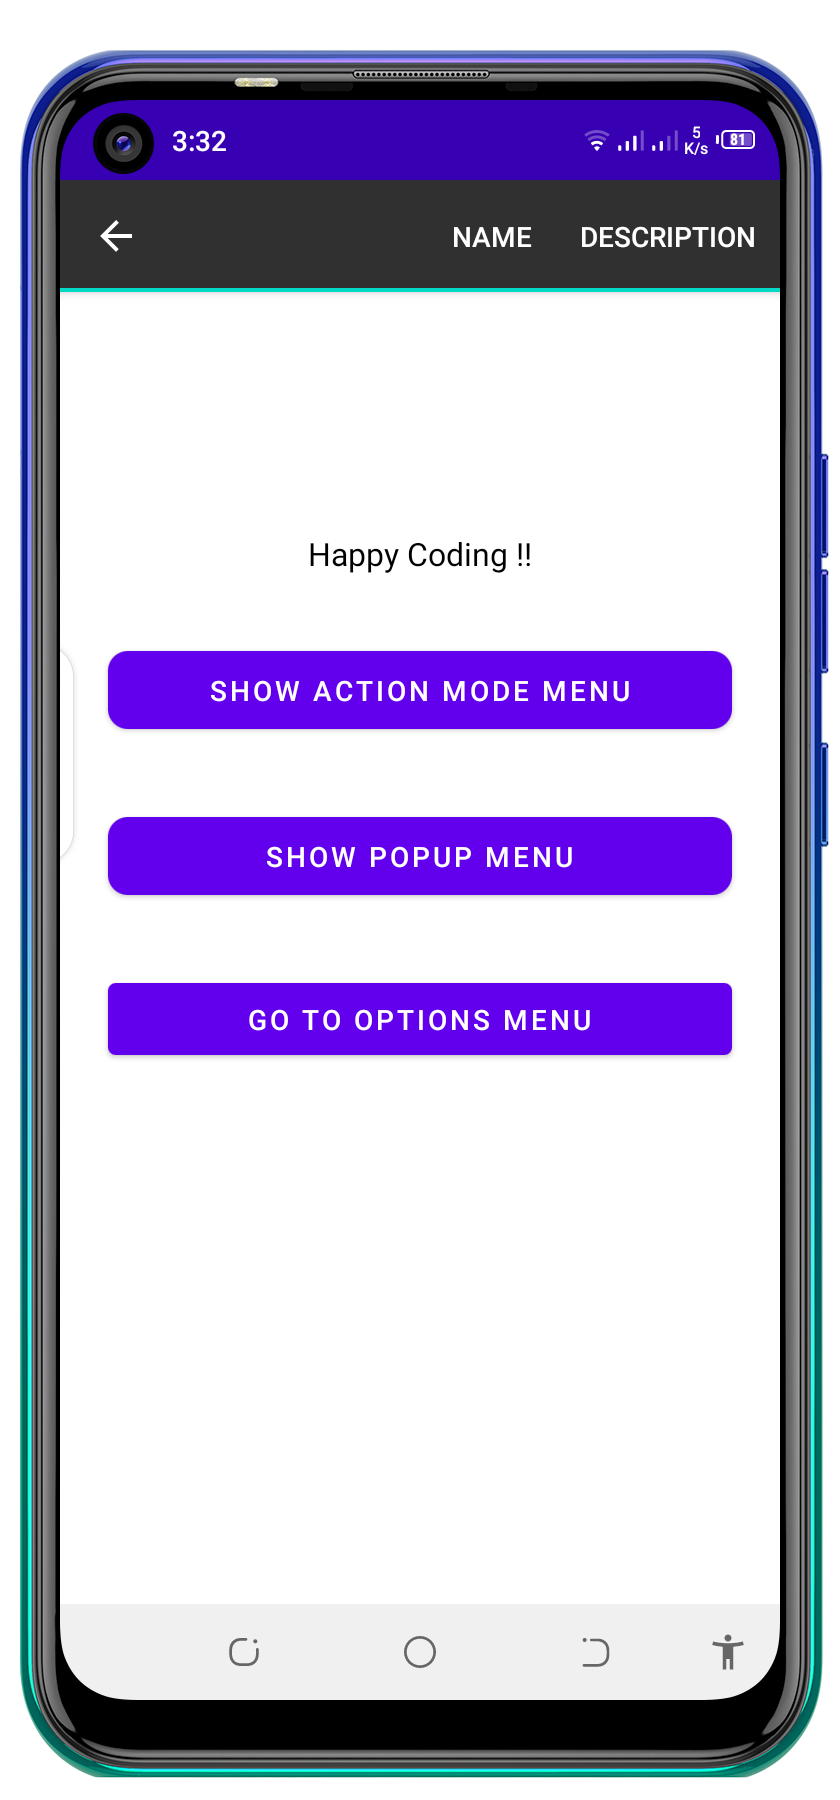 3:32
5
K/s
81
NAME DESCRIPTION
Happy Coding !!
SHOW ACTION MODE MENU
SHOW POPUP MENU
GO TO OPTIONS MENU